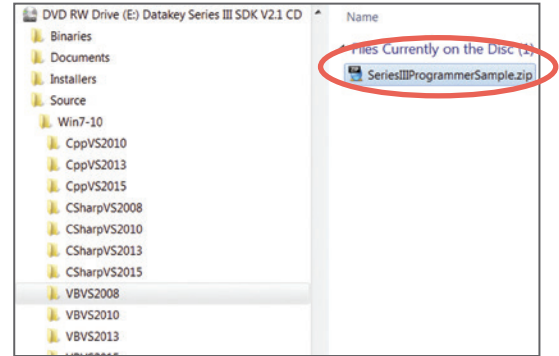 DVD RW Drive (E:) Datakey Series III SDK V2.1 CD
Binaries
Documents
Installers
Source
Win7-10
CppVS2010
CppVS2013
CppVS2015
CSharpVS2008
CSharpVS2010
CSharpVS2013
CSharpVS2015
VBVS2008
VBVS2010
VBVS2013
Name
Files Currently on the Disc (1)
SeriesIIIProgrammerSample.zip